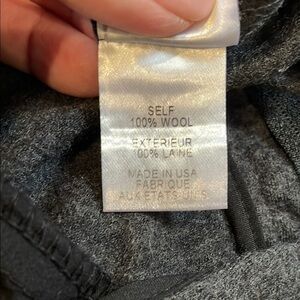 SELF
100% WOOL
EXTERIEUR
100% LAINE
MADE IN USA
FABRIQUE
AUX ETATS UNIS